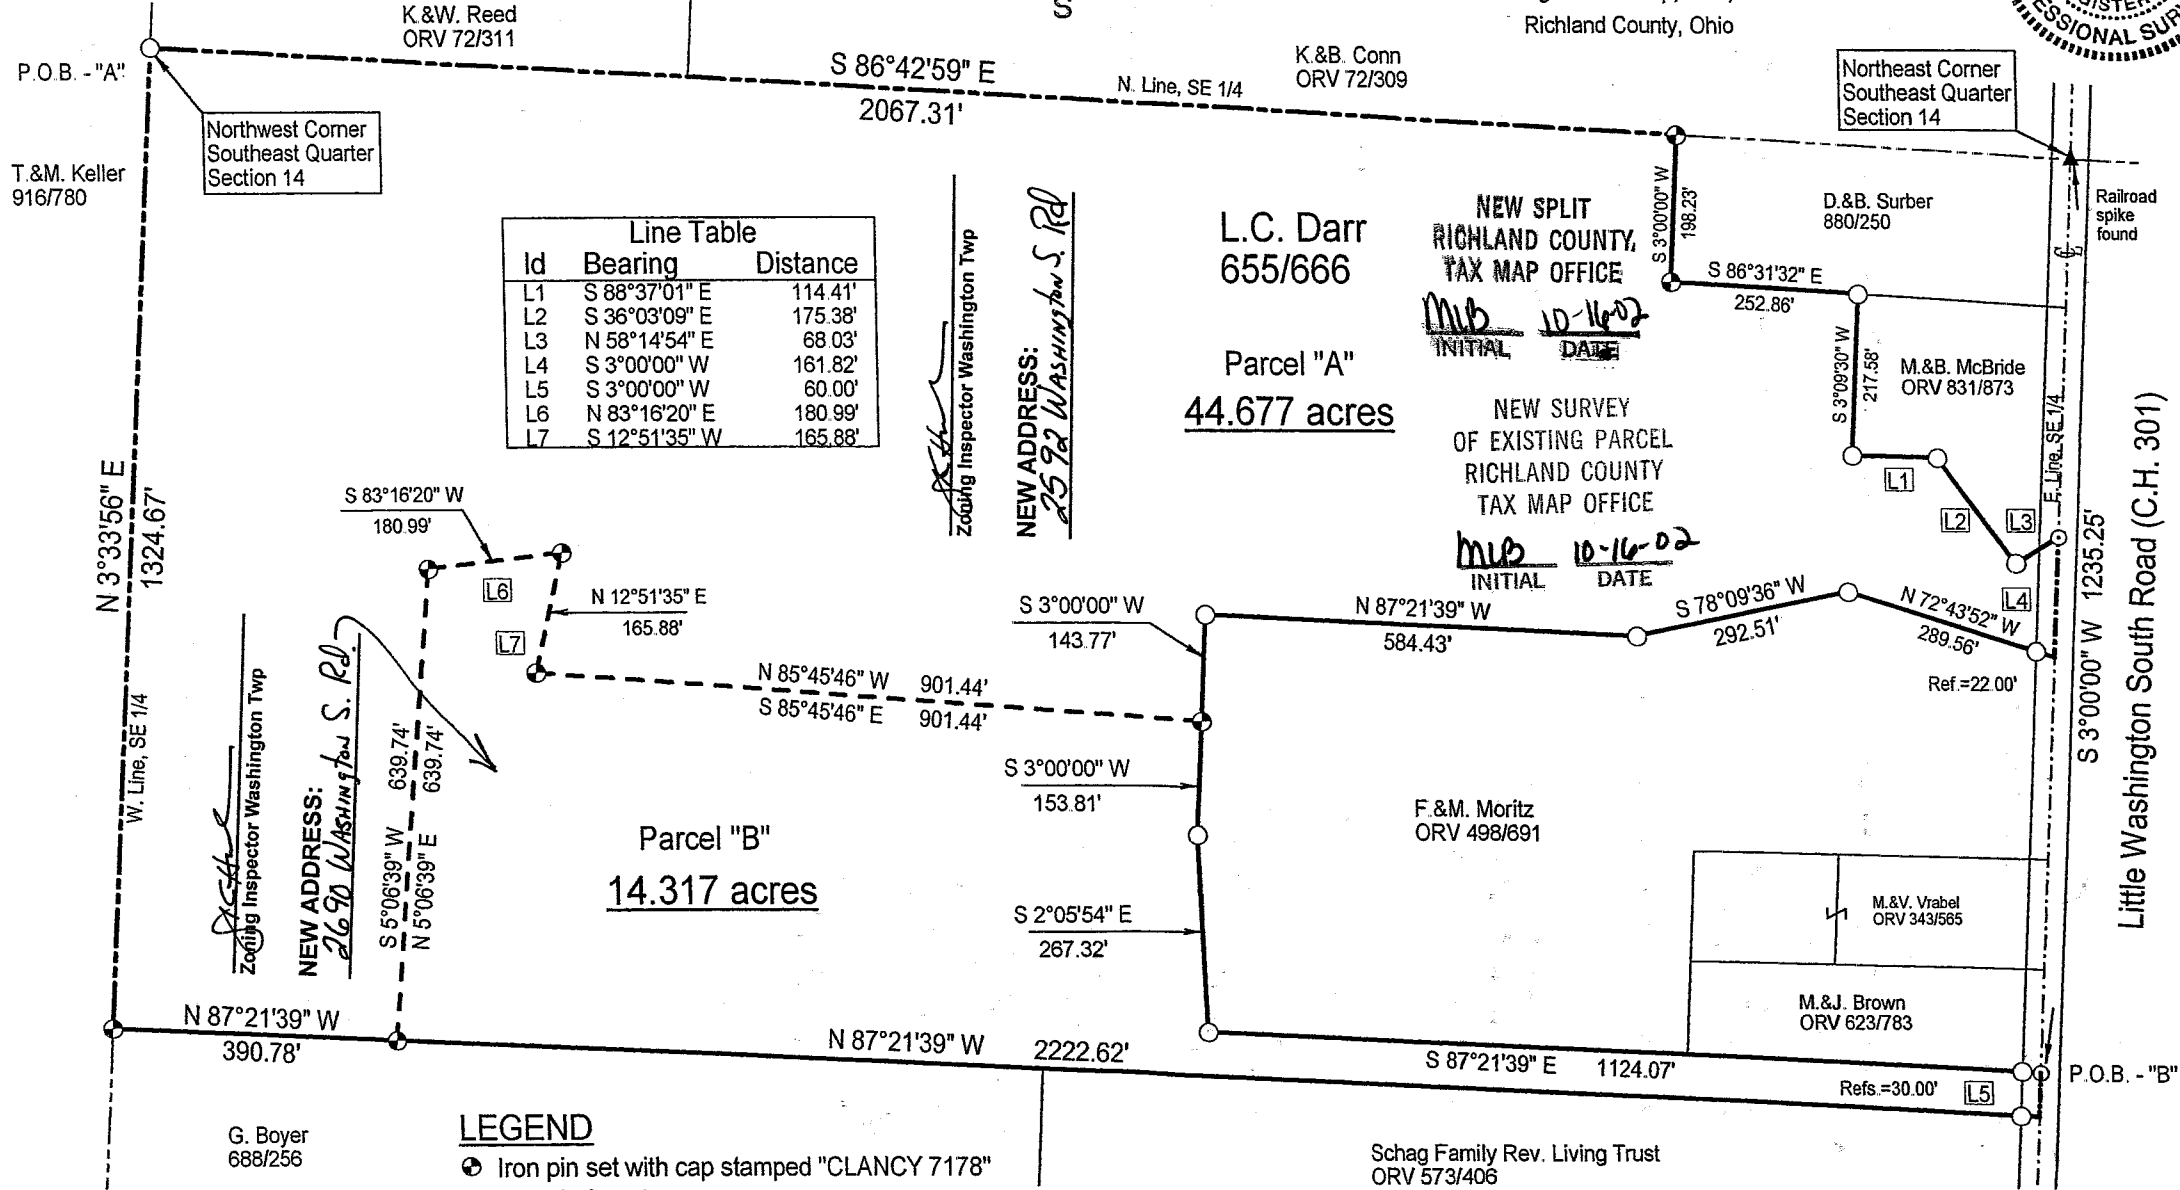 K.&W. Reed
ORV 72/311
S
Richland County, Ohio
P.O.B. - "A"
S 86°42'59" E
2067.31'
N. Line, SE 1/4
K.&B. Conn
ORV 72/309
Northeast Corner
Southeast Quarter
Section 14
Northwest Corner
Southeast Quarter
Section 14
T.&M. Keller
916/780
Line Table
Id Bearing Distance
L1 S 88°37'01" E 114.41'
L2 S 36°03'09" E 175.38'
L3 N 58°14'54" E 68.03'
L4 S 3°00'00" W 161.82'
L5 S 3°00'00" W 60.00'
L6 N 83°16'20" E 180.99'
L7 S 12°51'35" W 165.88'
Zoning Inspector Washington Twp
NEW ADDRESS:
2592 Washington S. Rd
L.C. Darr
655/666
Parcel "A"
44.677 acres
NEW SPLIT
RICHLAND COUNTY,
TAX MAP OFFICE
MLB 10-16-02
INITIAL DATE
NEW SURVEY
OF EXISTING PARCEL
RICHLAND COUNTY
TAX MAP OFFICE
MLB 10-16-02
INITIAL DATE
S 3°00'00" W
198.23'
D.&B. Surber
880/250
Railroad
spike
found
S 86°31'32" E
252.86'
S 3°09'30" W
217.58'
M.&B. McBride
ORV 831/873
E. Line, SE 1/4
L1
L2
L3
L4
S 3°00'00" W 1235.25'
Little Washington South Road (C.H. 301)
N 3°33'56" E
1324.67'
W. Line, SE 1/4
S 83°16'20" W
180.99'
L6
N 12°51'35" E
165.88'
L7
N 85°45'46" W 901.44'
S 85°45'46" E 901.44'
S 3°00'00" W
143.77'
N 87°21'39" W
584.43'
S 78°09'36" W
292.51'
N 72°43'52" W
289.56'
Ref.=22.00'
S 3°00'00" W
153.81'
S 2°05'54" E
267.32'
Zoning Inspector Washington Twp
NEW ADDRESS:
2690 Washington S. Rd.
S 5°06'39" W 639.74'
N 5°06'39" E 639.74'
Parcel "B"
14.317 acres
F.&M. Moritz
ORV 498/691
M.&V. Vrabel
ORV 343/565
M.&J. Brown
ORV 623/783
N 87°21'39" W
390.78'
N 87°21'39" W 2222.62'
S 87°21'39" E 1124.07'
Refs.=30.00'
L5
P.O.B. - "B"
G. Boyer
688/256
LEGEND
Iron pin set with cap stamped "CLANCY 7178"
Schag Family Rev. Living Trust
ORV 573/406